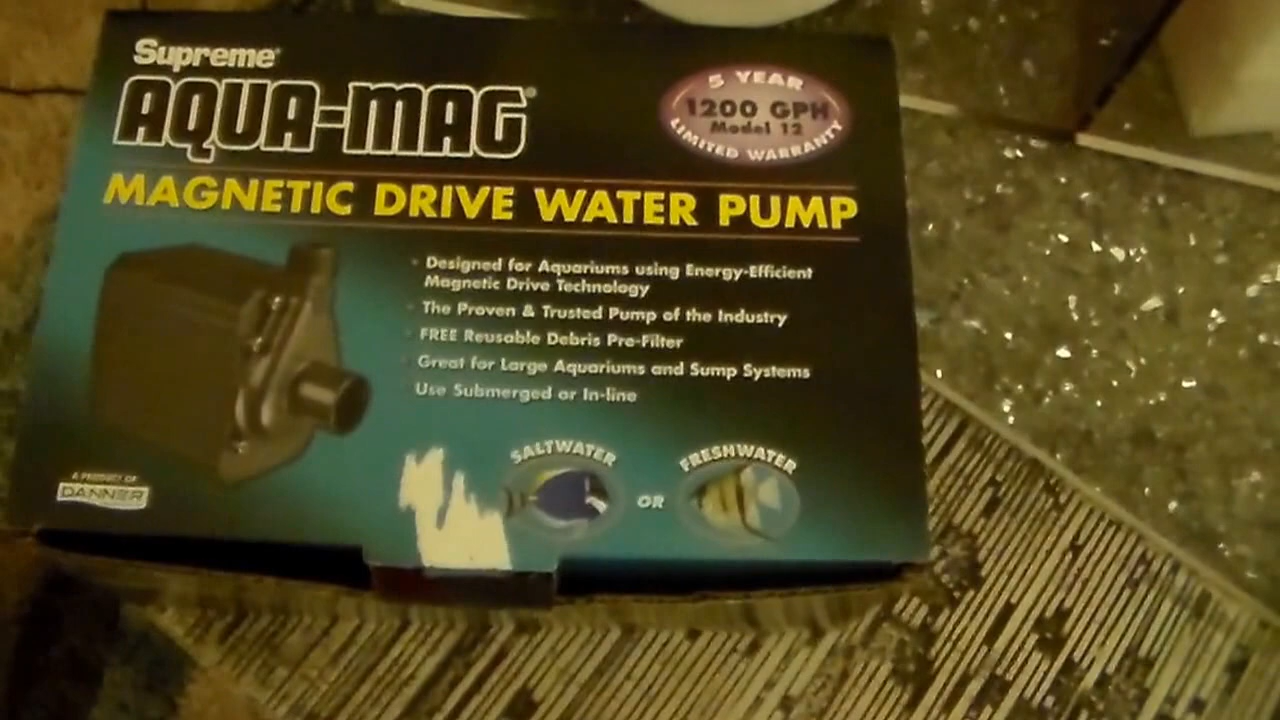 Supreme®
AQUA-MAG®
5 YEAR
1200 GPH
Model 12
LIMITED WARRANTY
MAGNETIC DRIVE WATER PUMP
• Designed for Aquariums using Energy-Efficient
Magnetic Drive Technology
• The Proven & Trusted Pump of the Industry
• FREE Reusable Debris Pre-Filter
• Great for Large Aquariums and Sump Systems
Use Submerged or In-line
SALTWATER
OR
FRESHWATER
A PRODUCT OF
DANNER